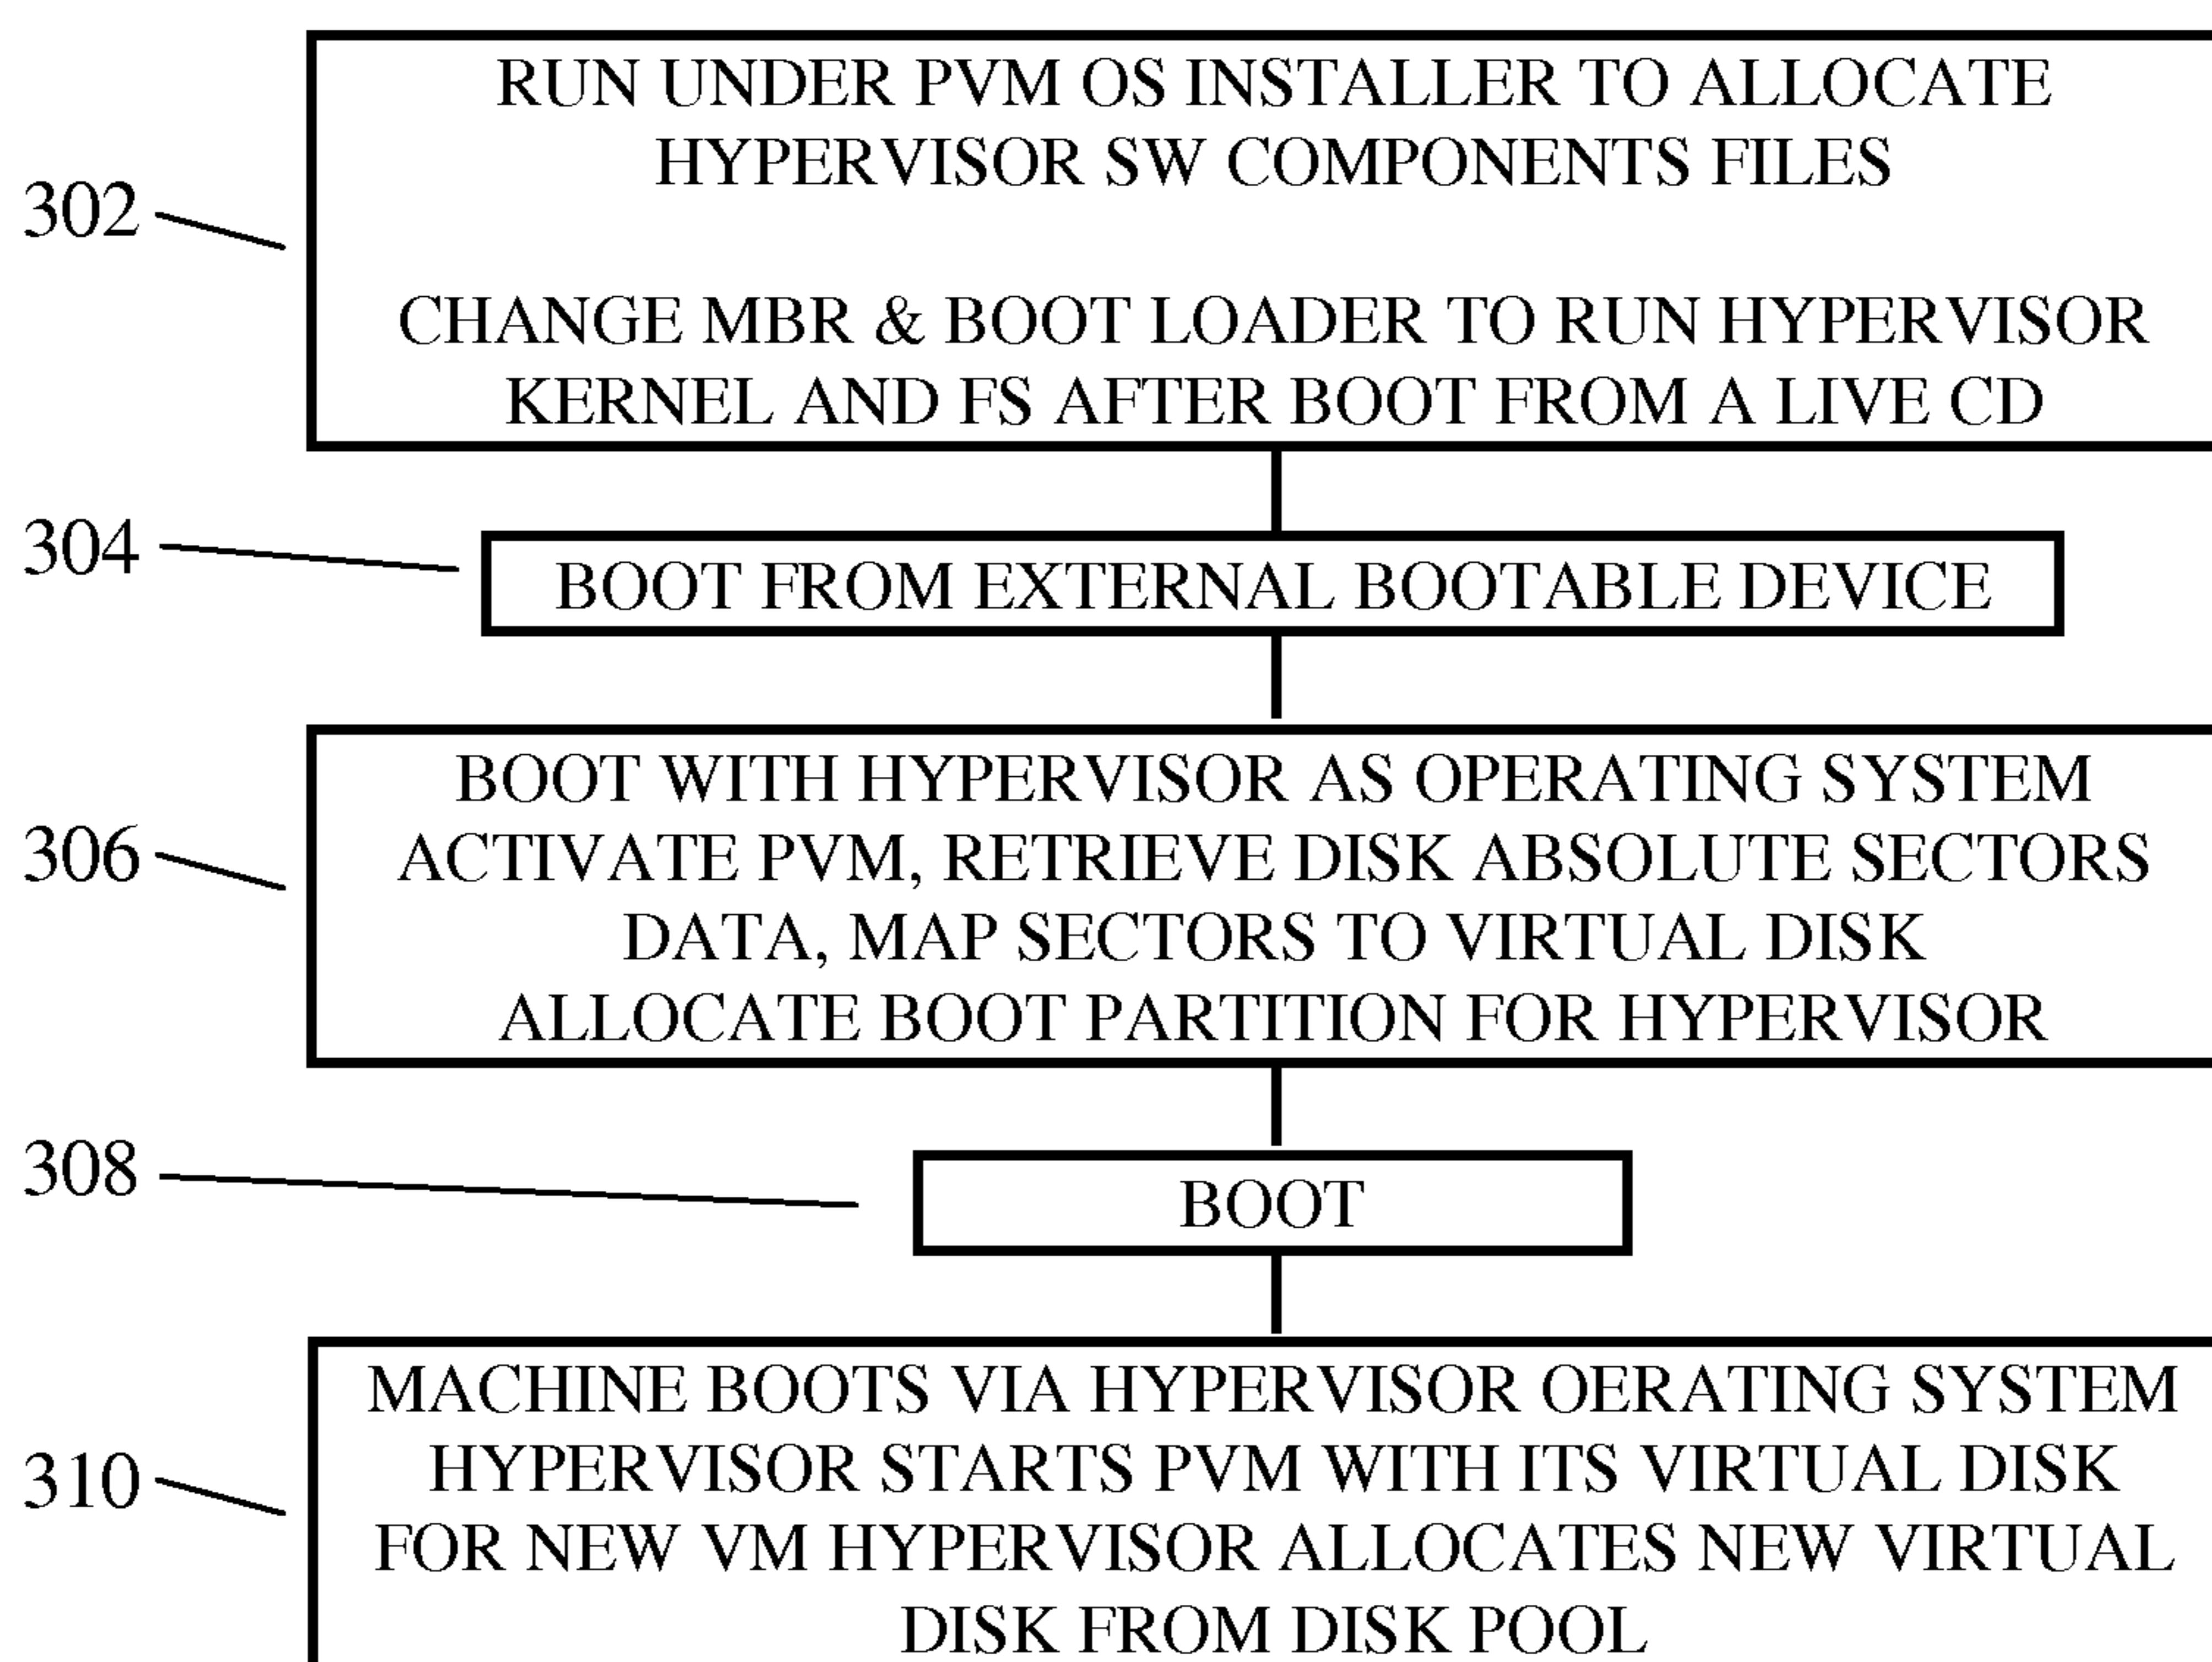 RUN UNDER PVM OS INSTALLER TO ALLOCATE
HYPERVISOR SW COMPONENTS FILES
302
CHANGE MBR & BOOT LOADER TO RUN HYPERVISOR
KERNEL AND FS AFTER BOOT FROM A LIVE CD
304
BOOT FROM EXTERNAL BOOTABLE DEVICE
BOOT WITH HYPERVISOR AS OPERATING SYSTEM
306
ACTIVATE PVM, RETRIEVE DISK ABSOLUTE SECTORS
DATA, MAP SECTORS TO VIRTUAL DISK
ALLOCATE BOOT PARTITION FOR HYPERVISOR
308
BOOT
MACHINE BOOTS VIA HYPERVISOR OERATING SYSTEM
310
HYPERVISOR STARTS PVM WITH ITS VIRTUAL DISK
FOR NEW VM HYPERVISOR ALLOCATES NEW VIRTUAL
DISK FROM DISK POOL